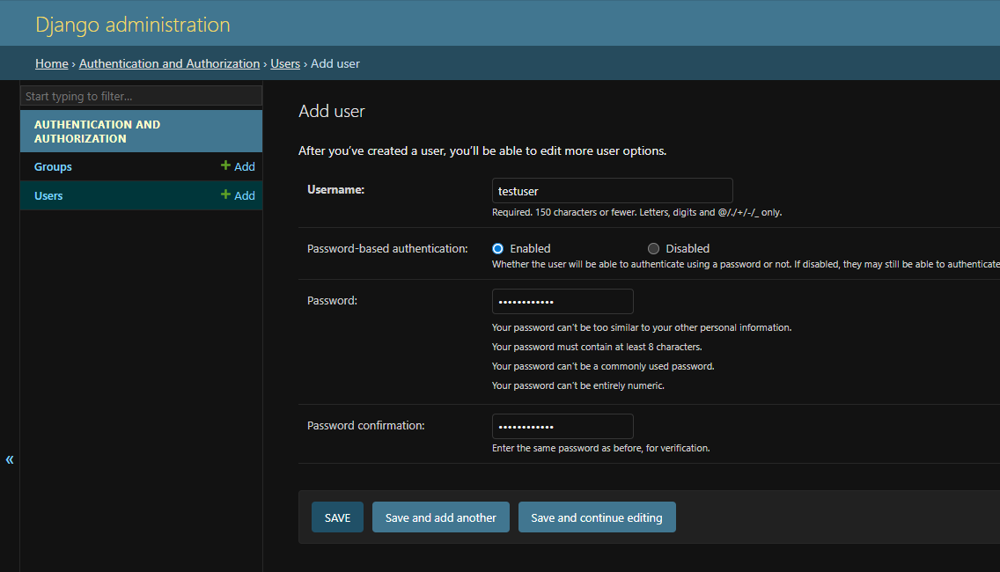 Django administration
Home › Authentication and Authorization › Users › Add user
Start typing to filter...
AUTHENTICATION AND
AUTHORIZATION
Groups + Add
Users + Add
«
Add user
After you’ve created a user, you’ll be able to edit more user options.
Username: testuser
Required. 150 characters or fewer. Letters, digits and @/./+/-/_ only.
Password-based authentication: Enabled Disabled
Whether the user will be able to authenticate using a password or not. If disabled, they may still be able to authenticate
Password: ••••••••••••
Your password can’t be too similar to your other personal information.
Your password must contain at least 8 characters.
Your password can’t be a commonly used password.
Your password can’t be entirely numeric.
Password confirmation: ••••••••••••
Enter the same password as before, for verification.
SAVE Save and add another Save and continue editing